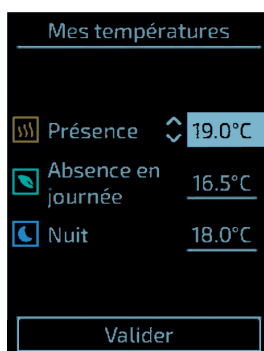 Mes températures
Présence 19.0°C
Absence en
journée 16.5°C
Nuit 18.0°C
Valider